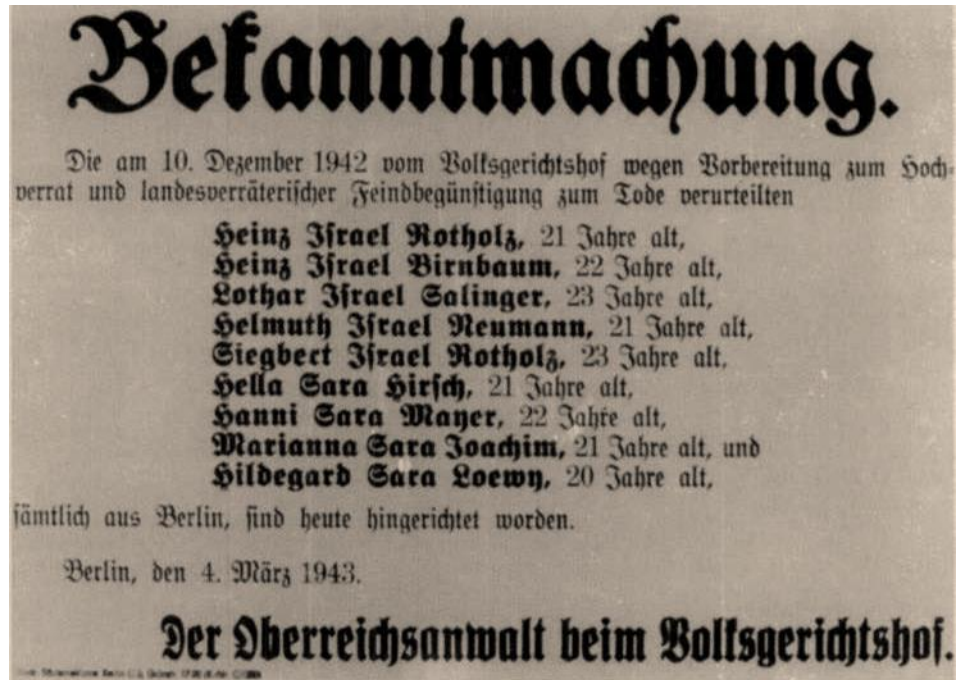 Bekanntmachung.
Die am 10. Dezember 1942 vom Volksgerichtshof wegen Vorbereitung zum Hoch-
verrat und landesverräterischer Feindbegünstigung zum Tode verurteilten
Heinz Israel Rotholz, 21 Jahre alt,
Heinz Israel Birnbaum, 22 Jahre alt,
Lothar Israel Salinger, 23 Jahre alt,
Helmuth Israel Neumann, 21 Jahre alt,
Siegbert Israel Rotholz, 23 Jahre alt,
Hella Sara Hirsch, 21 Jahre alt,
Hanni Sara Mayer, 22 Jahre alt,
Marianna Sara Joachim, 21 Jahre alt, und
Hildegard Sara Loewy, 20 Jahre alt,
sämtlich aus Berlin, sind heute hingerichtet worden.
Berlin, den 4. März 1943.
Der Oberreichsanwalt beim Volksgerichtshof.